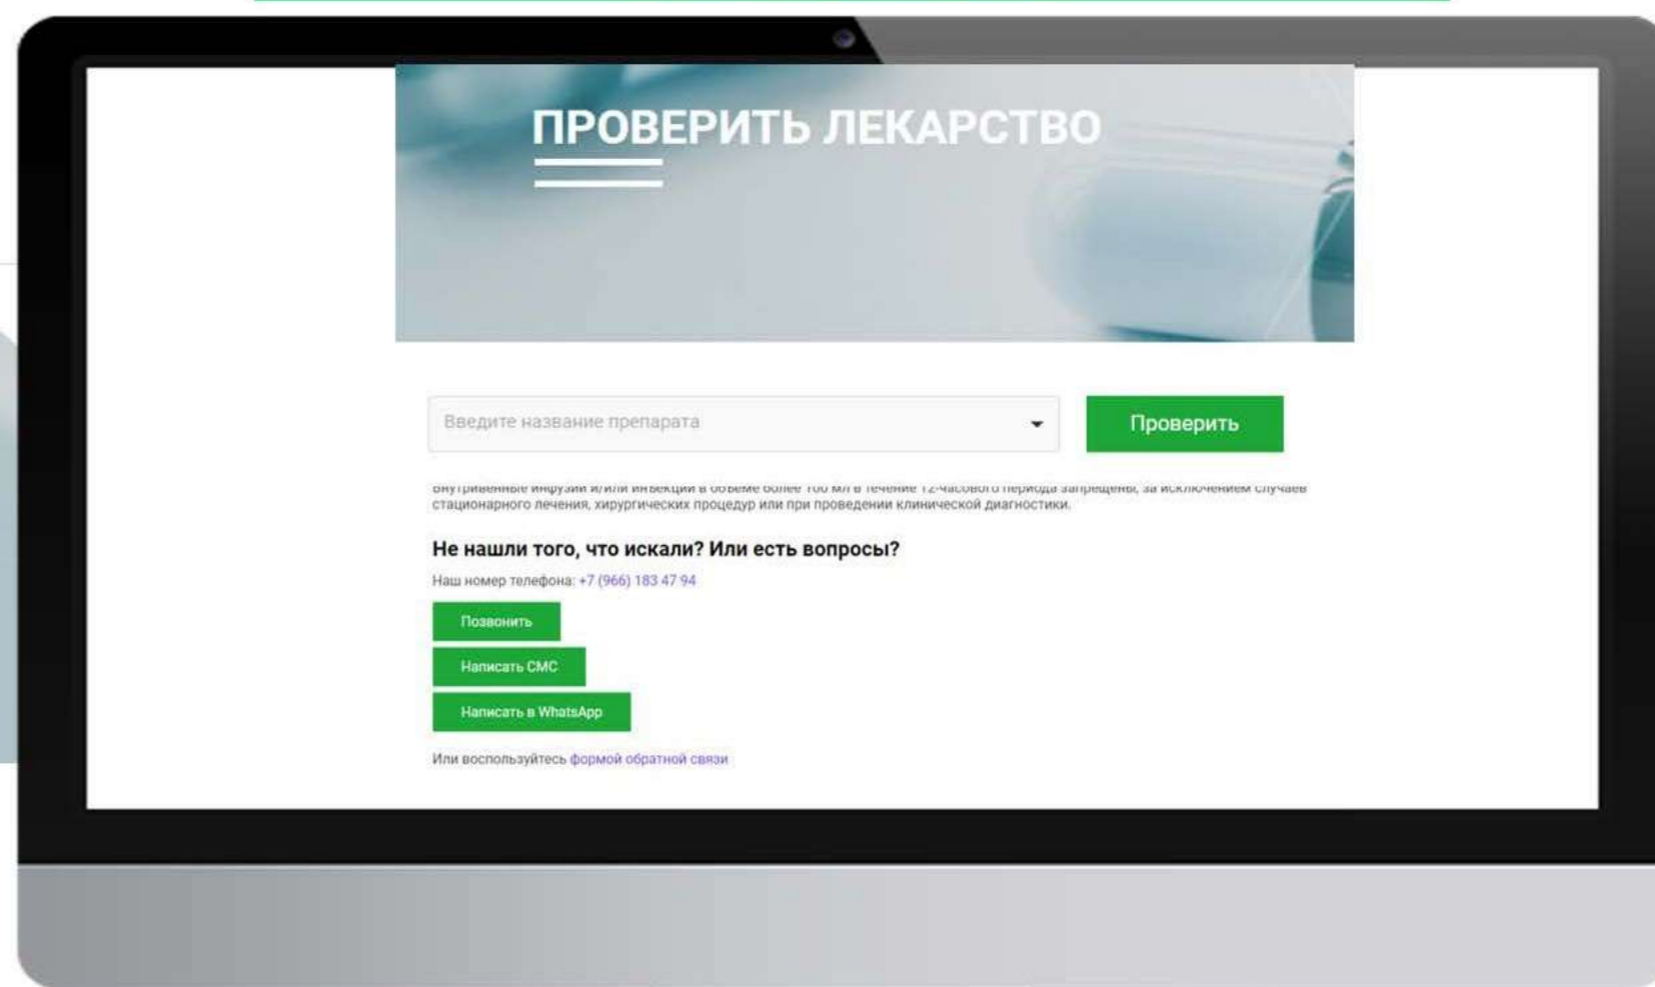 ПРОВЕРИТЬ ЛЕКАРСТВО
Введите название препарата
Проверить
Внутривенные инфузии и/или инъекции в объеме более 100 мл в течение 12-часового периода запрещены, за исключением случаев
стационарного лечения, хирургических процедур или при проведении клинической диагностики.
Не нашли того, что искали? Или есть вопросы?
Наш номер телефона: +7 (966) 183 47 94
Позвонить
Написать СМС
Написать в WhatsApp
Или воспользуйтесь формой обратной связи